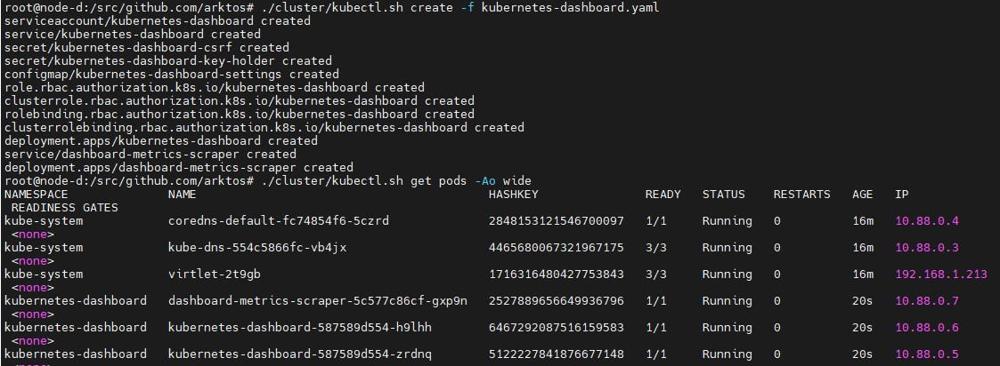 root@node-d:/src/github.com/arktos# ./cluster/kubectl.sh create -f kubernetes-dashboard.yaml
serviceaccount/kubernetes-dashboard created
service/kubernetes-dashboard created
secret/kubernetes-dashboard-csrf created
secret/kubernetes-dashboard-key-holder created
configmap/kubernetes-dashboard-settings created
role.rbac.authorization.k8s.io/kubernetes-dashboard created
clusterrole.rbac.authorization.k8s.io/kubernetes-dashboard created
rolebinding.rbac.authorization.k8s.io/kubernetes-dashboard created
clusterrolebinding.rbac.authorization.k8s.io/kubernetes-dashboard created
deployment.apps/kubernetes-dashboard created
service/dashboard-metrics-scraper created
deployment.apps/dashboard-metrics-scraper created
root@node-d:/src/github.com/arktos# ./cluster/kubectl.sh get pods -Ao wide
NAMESPACE NAME HASHKEY READY STATUS RESTARTS AGE IP
READINESS GATES
kube-system coredns-default-fc74854f6-5czrd 2848153121546700097 1/1 Running 0 16m 10.88.0.4
<none>
kube-system kube-dns-554c5866fc-vb4jx 4465680067321967175 3/3 Running 0 16m 10.88.0.3
<none>
kube-system virtlet-2t9gb 1716316480427753843 3/3 Running 0 16m 192.168.1.213
<none>
kubernetes-dashboard dashboard-metrics-scraper-5c577c86cf-gxp9n 2527889656649936796 1/1 Running 0 20s 10.88.0.7
<none>
kubernetes-dashboard kubernetes-dashboard-587589d554-h9lhh 6467292087516159583 1/1 Running 0 20s 10.88.0.6
<none>
kubernetes-dashboard kubernetes-dashboard-587589d554-zrdnq 5122227841876677148 1/1 Running 0 20s 10.88.0.5